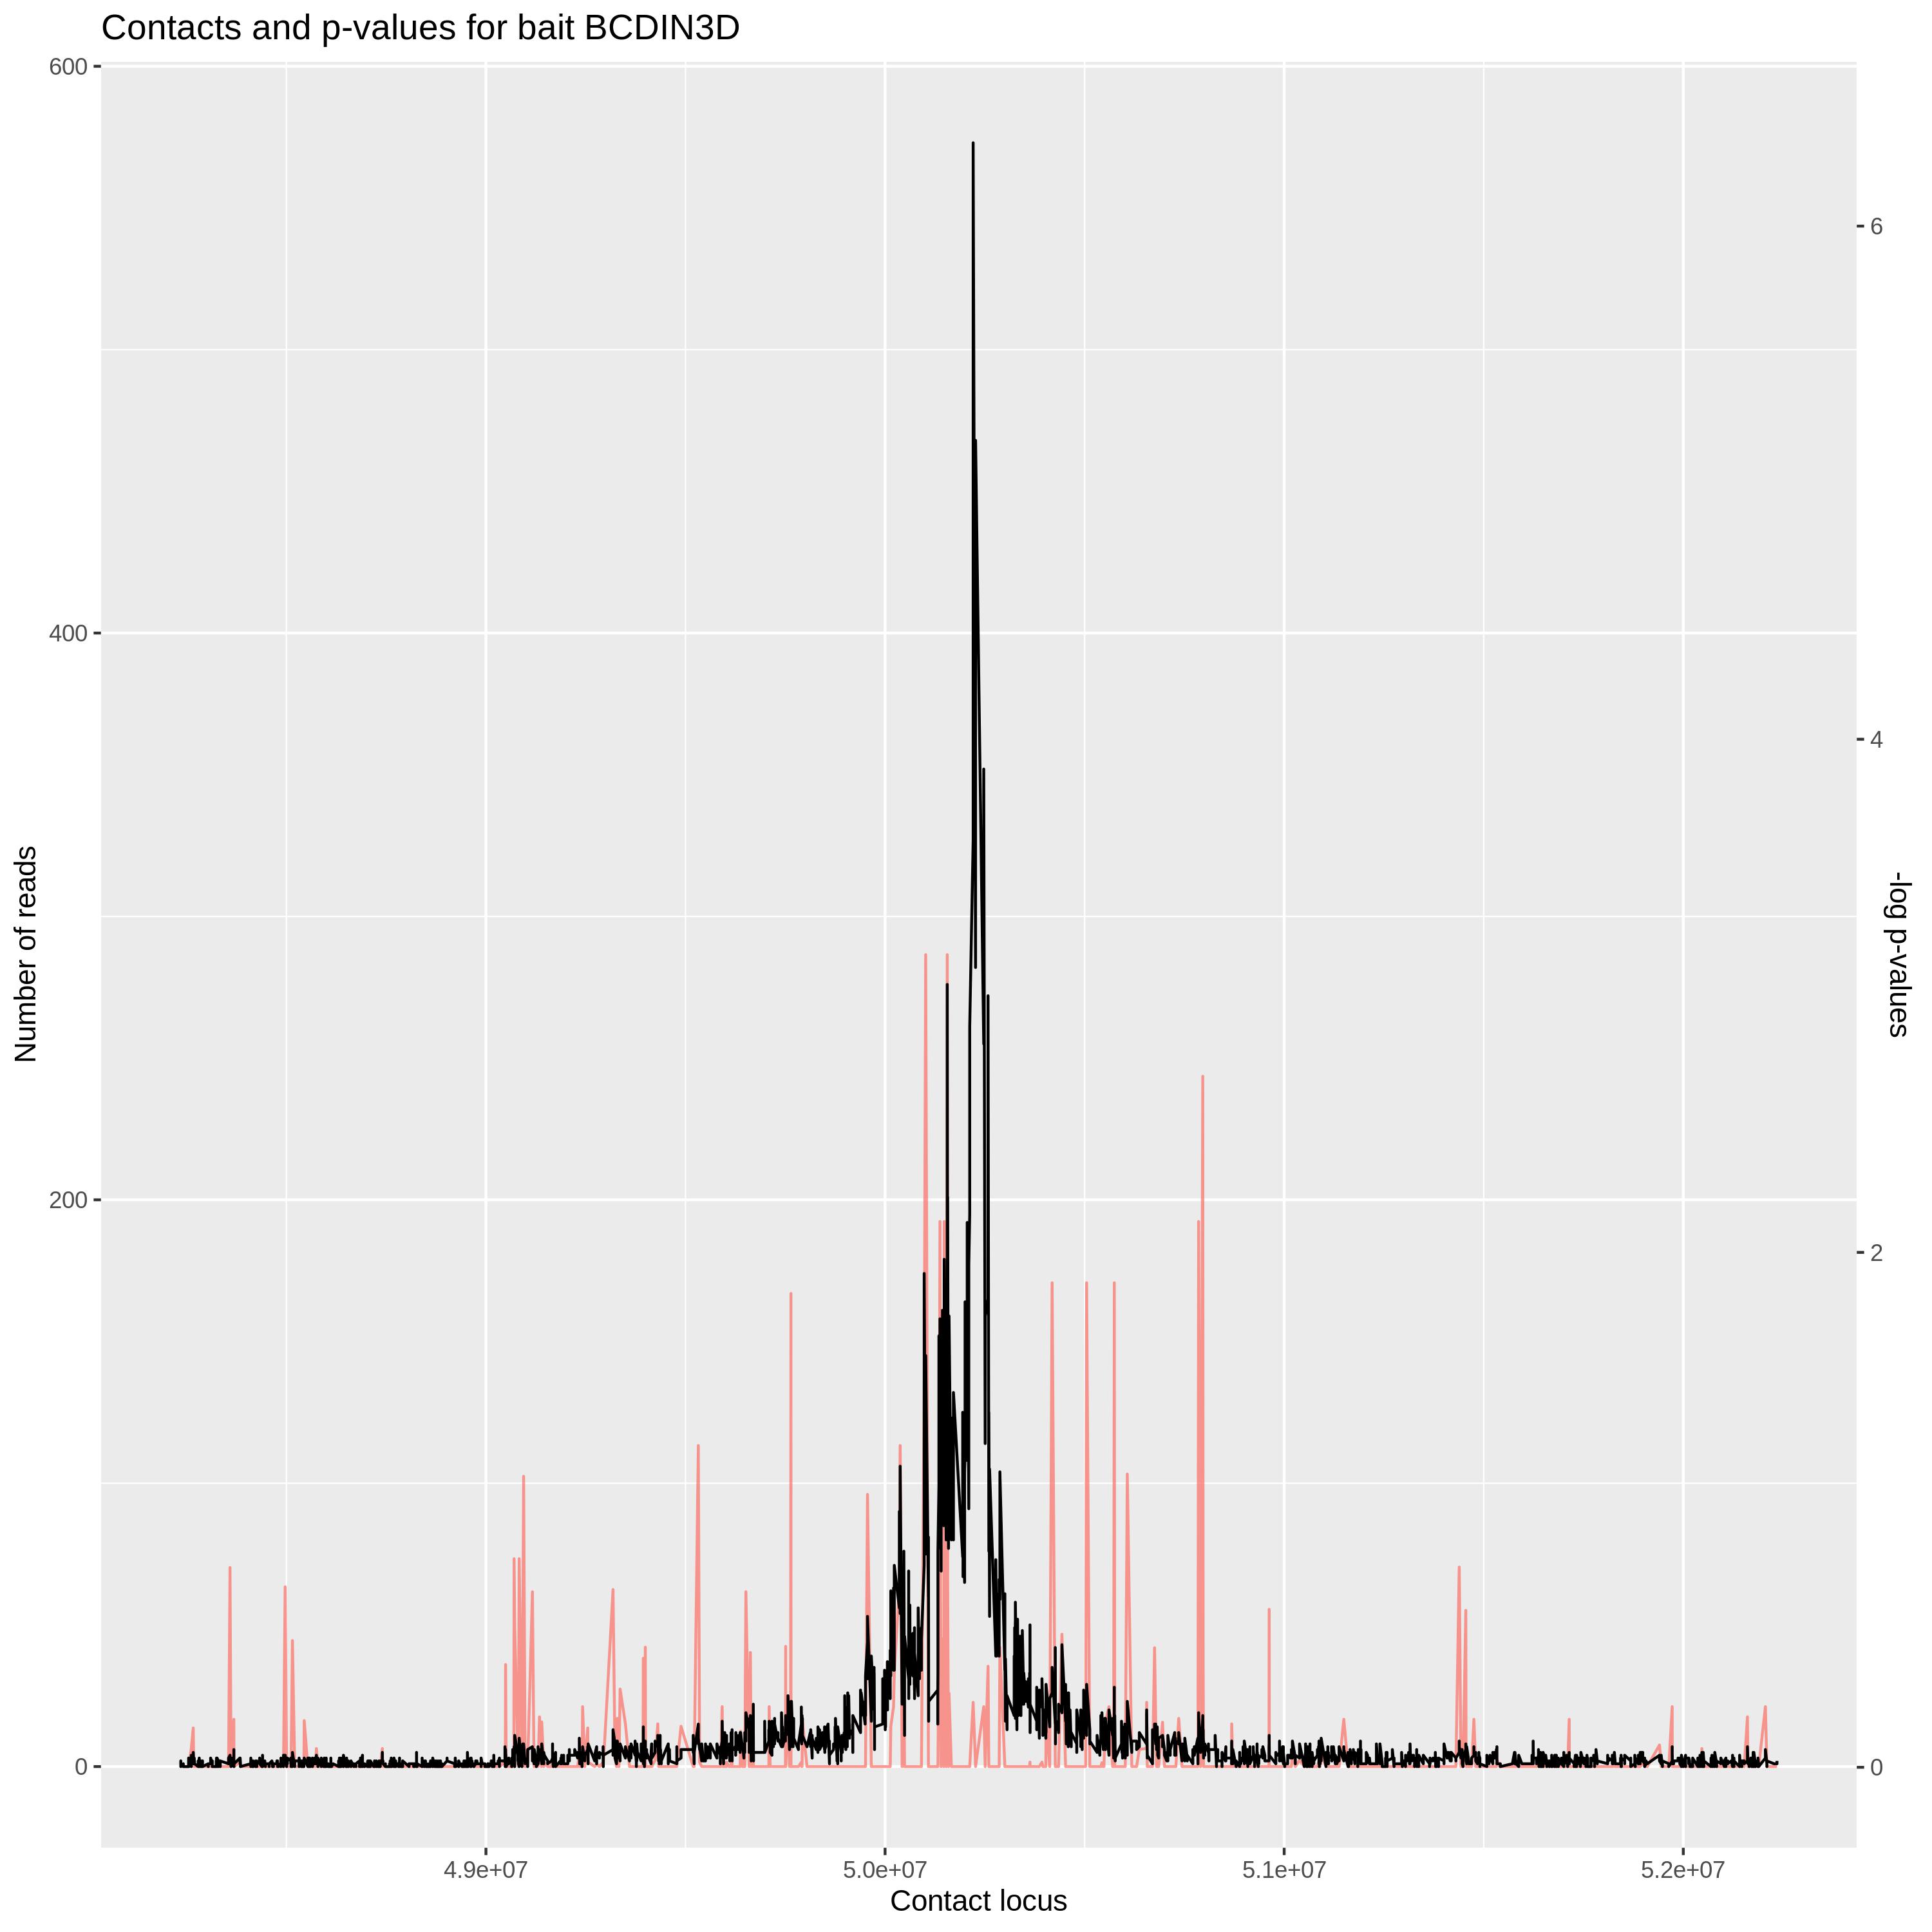 Contacts and p-values for bait BCDIN3D
600
400
200
0
Number of reads
6
4
2
0
-log p-values
4.9e+07
5.0e+07
5.1e+07
5.2e+07
Contact locus